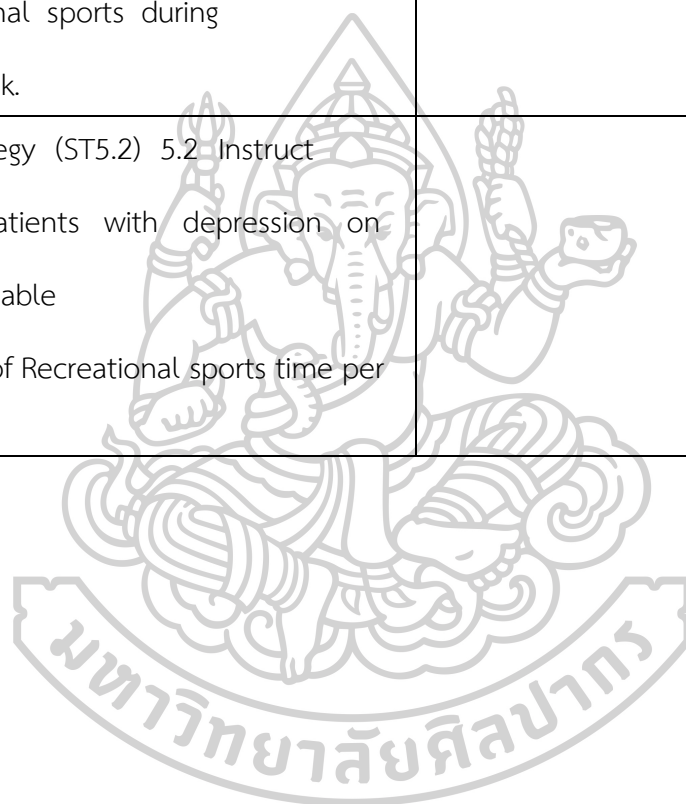 nal sports during
k.
egy (ST5.2) 5.2 Instruct
atients with depression on
able
of Recreational sports time per
มหาวิทยาลัยศิลปากร